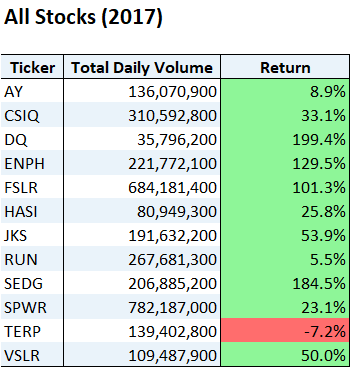 All Stocks (2017)
Ticker Total Daily Volume Return
AY 136,070,900 8.9%
CSIQ 310,592,800 33.1%
DQ 35,796,200 199.4%
ENPH 221,772,100 129.5%
FSLR 684,181,400 101.3%
HASI 80,949,300 25.8%
JKS 191,632,200 53.9%
RUN 267,681,300 5.5%
SEDG 206,885,200 184.5%
SPWR 782,187,000 23.1%
TERP 139,402,800 -7.2%
VSLR 109,487,900 50.0%